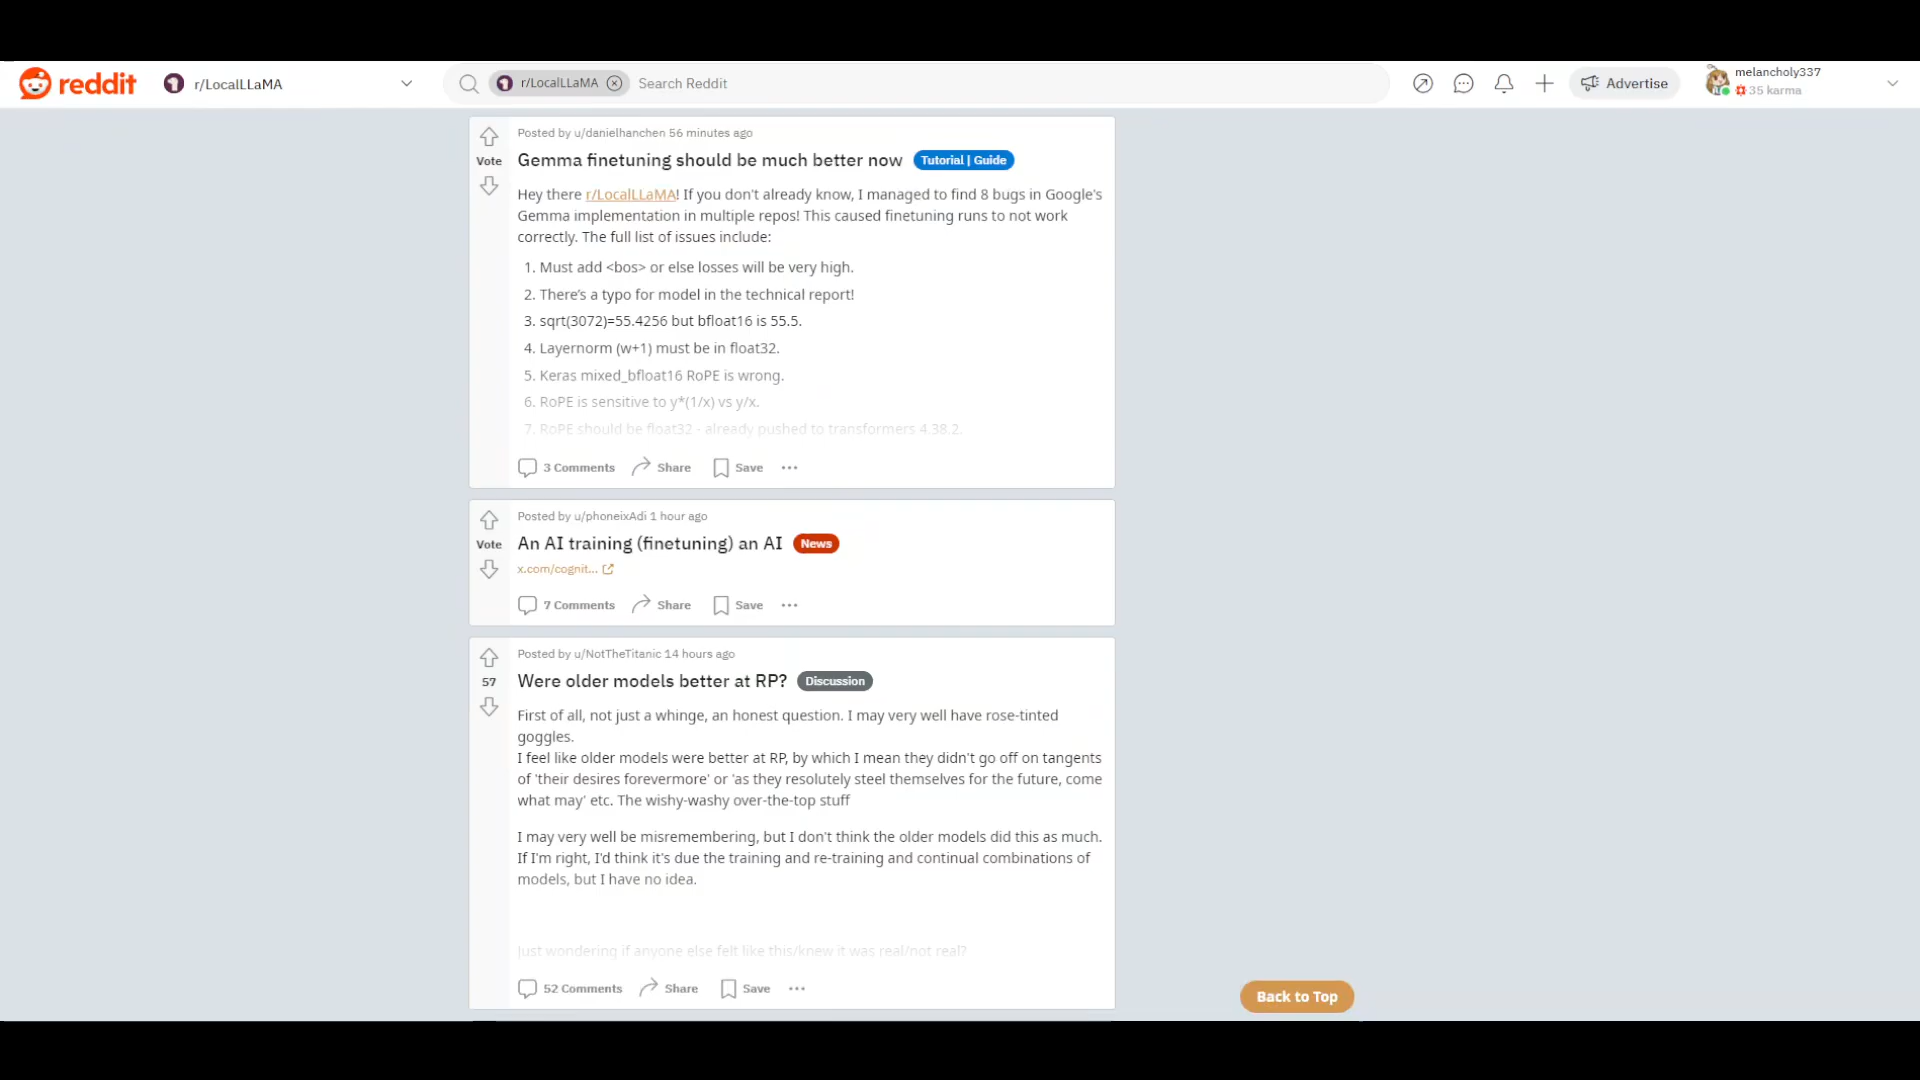 reddit r/LocalLLaMA r/LocalLLaMA Search Reddit Advertise melancholy337
35 karma
Posted by u/danielhanchen 56 minutes ago
Vote
Gemma finetuning should be much better now Tutorial | Guide
Hey there r/LocalLLaMA! If you don't already know, I managed to find 8 bugs in Google's
Gemma implementation in multiple repos! This caused finetuning runs to not work
correctly. The full list of issues include:
1. Must add <bos> or else losses will be very high.
2. There's a typo for model in the technical report!
3. sqrt(3072)=55.4256 but bfloat16 is 55.5.
4. Layernorm (w+1) must be in float32.
5. Keras mixed_bfloat16 RoPE is wrong.
6. RoPE is sensitive to y*(1/x) vs y/x.
7. RoPE should be float32 - already pushed to transformers 4.38.2.
3 Comments Share Save
Posted by u/phoneixAdi 1 hour ago
Vote
An AI training (finetuning) an AI News
x.com/cognit...
7 Comments Share Save
Posted by u/NotTheTitanic 14 hours ago
57
Were older models better at RP? Discussion
First of all, not just a whinge, an honest question. I may very well have rose-tinted
goggles.
I feel like older models were better at RP, by which I mean they didn't go off on tangents
of 'their desires forevermore' or 'as they resolutely steel themselves for the future, come
what may' etc. The wishy-washy over-the-top stuff
I may very well be misremembering, but I don't think the older models did this as much.
If I'm right, I'd think it's due the training and re-training and continual combinations of
models, but I have no idea.
Just wondering if anyone else felt like this/knew it was real/not real?
52 Comments Share Save
Back to Top